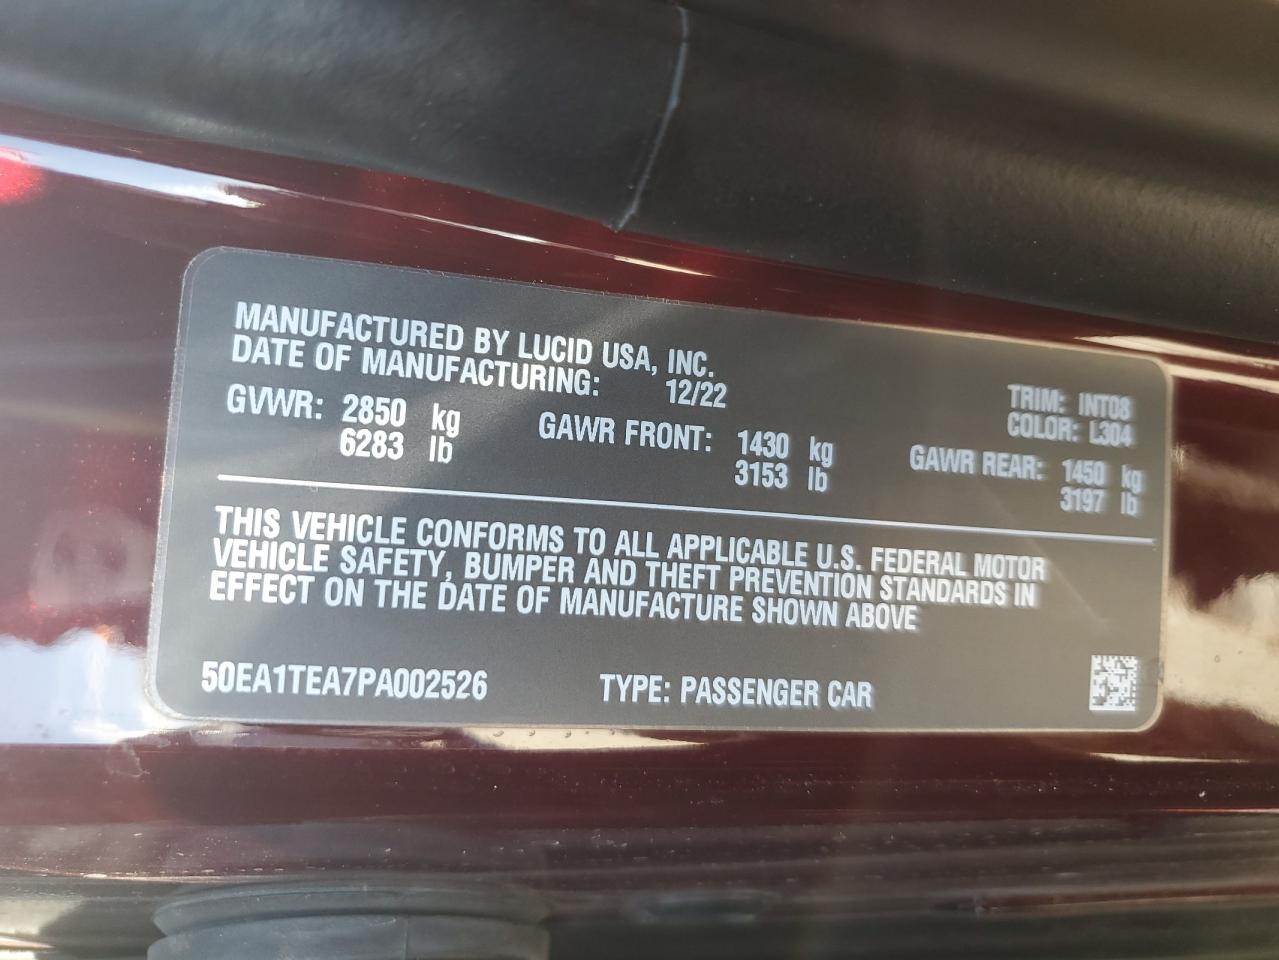 MANUFACTURED BY LUCID USA, INC.
DATE OF MANUFACTURING: 12/22
TRIM: INT08
COLOR: L304
GVWR: 2850 kg
6283 lb
GAWR FRONT: 1430 kg
3153 lb
GAWR REAR: 1450 kg
3197 lb
THIS VEHICLE CONFORMS TO ALL APPLICABLE U.S. FEDERAL MOTOR
VEHICLE SAFETY, BUMPER AND THEFT PREVENTION STANDARDS IN
EFFECT ON THE DATE OF MANUFACTURE SHOWN ABOVE
50EA1TEA7PA002526
TYPE: PASSENGER CAR